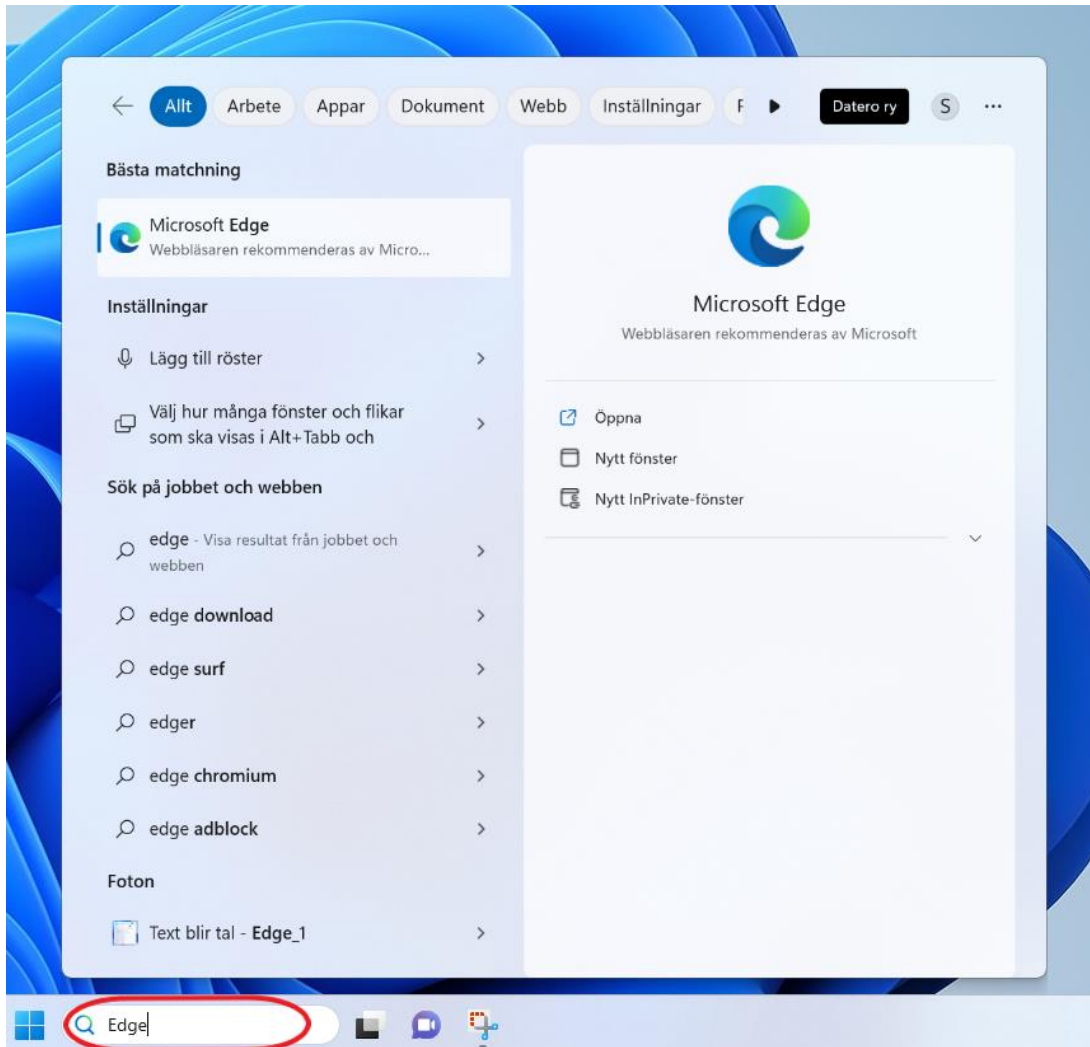 Allt Arbete Appar Dokument Webb Inställningar Datero ry S ...
Bästa matchning
Microsoft Edge
Webbläsaren rekommenderas av Micro...
Inställningar
Lägg till röster
Välj hur många fönster och flikar
som ska visas i Alt+Tabb och
Sök på jobbet och webben
edge - Visa resultat från jobbet och
webben
edge download
edge surf
edger
edge chromium
edge adblock
Foton
Text blir tal - Edge_1
Microsoft Edge
Webbläsaren rekommenderas av Microsoft
Öppna
Nytt fönster
Nytt InPrivate-fönster
Edge